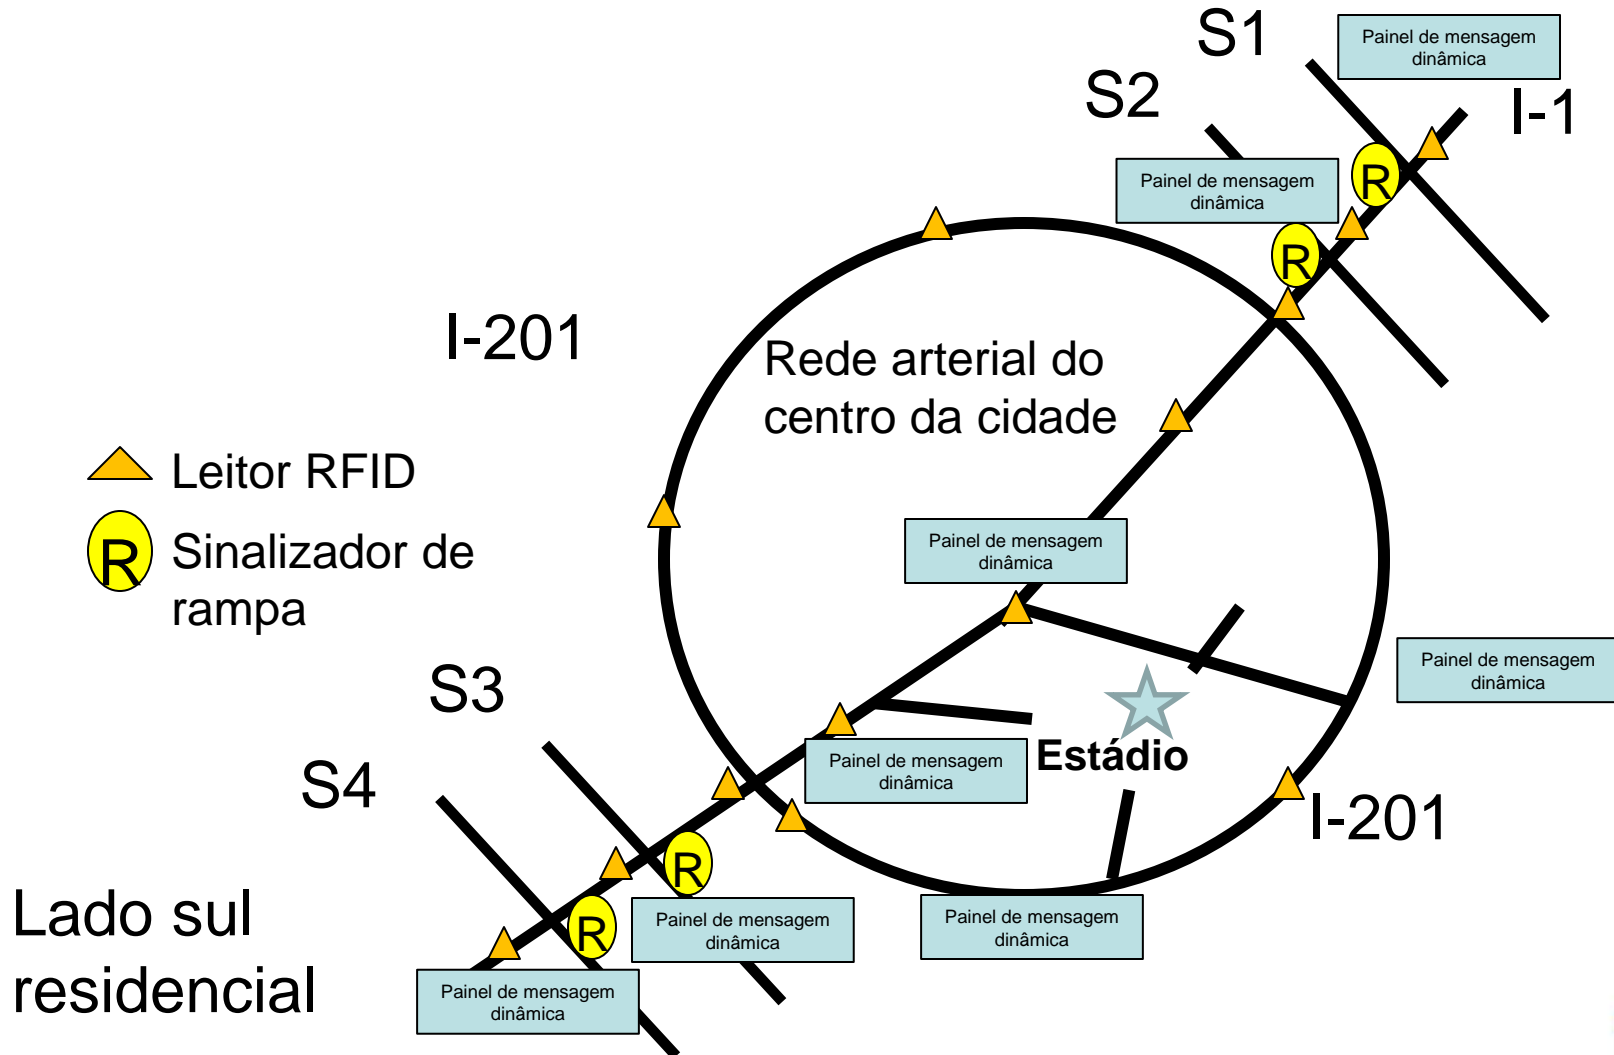 S1
Painel de mensagem
dinâmica
S2
I-1
Painel de mensagem
dinâmica
R
R
I-201
Rede arterial do
centro da cidade
Leitor RFID
R
Sinalizador de
rampa
Painel de mensagem
dinâmica
Painel de mensagem
dinâmica
S3
Estádio
Painel de mensagem
dinâmica
S4
I-201
R
R
Lado sul
residencial
Painel de mensagem
dinâmica
Painel de mensagem
dinâmica
Painel de mensagem
dinâmica